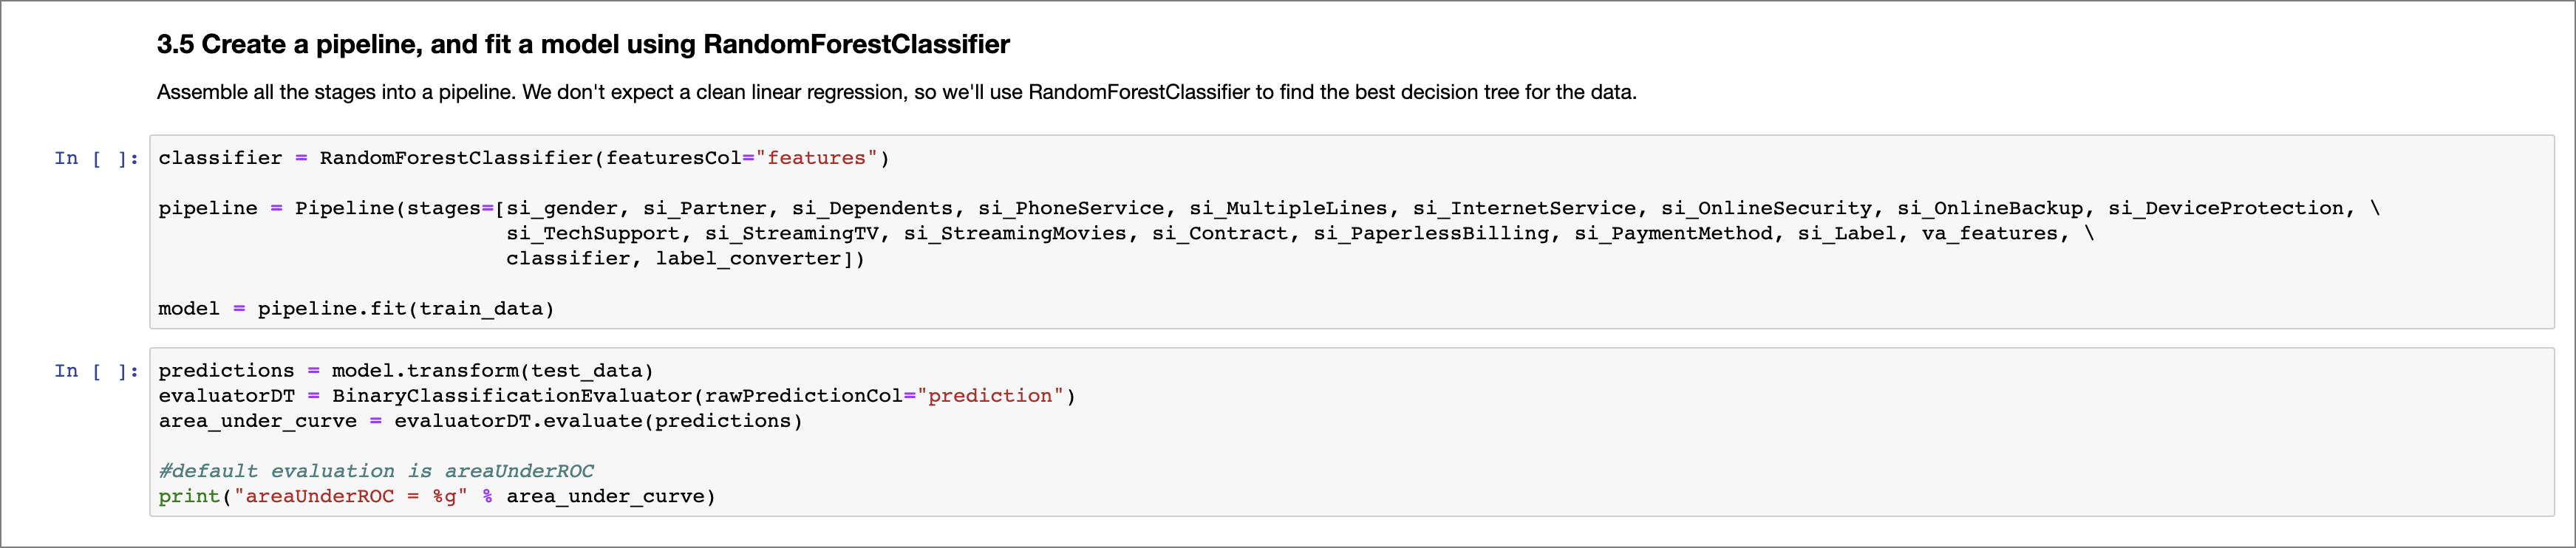 3.5 Create a pipeline, and fit a model using RandomForestClassifier
Assemble all the stages into a pipeline. We don't expect a clean linear regression, so we'll use RandomForestClassifier to find the best decision tree for the data.
In [ ]: classifier = RandomForestClassifier(featuresCol="features")
pipeline = Pipeline(stages=[si_gender, si_Partner, si_Dependents, si_PhoneService, si_MultipleLines, si_InternetService, si_OnlineSecurity, si_OnlineBackup, si_DeviceProtection, \
si_TechSupport, si_StreamingTV, si_StreamingMovies, si_Contract, si_PaperlessBilling, si_PaymentMethod, si_Label, va_features, \
classifier, label_converter])
model = pipeline.fit(train_data)
In [ ]: predictions = model.transform(test_data)
evaluatorDT = BinaryClassificationEvaluator(rawPredictionCol="prediction")
area_under_curve = evaluatorDT.evaluate(predictions)
#default evaluation is areaUnderROC
print("areaUnderROC = %g" % area_under_curve)